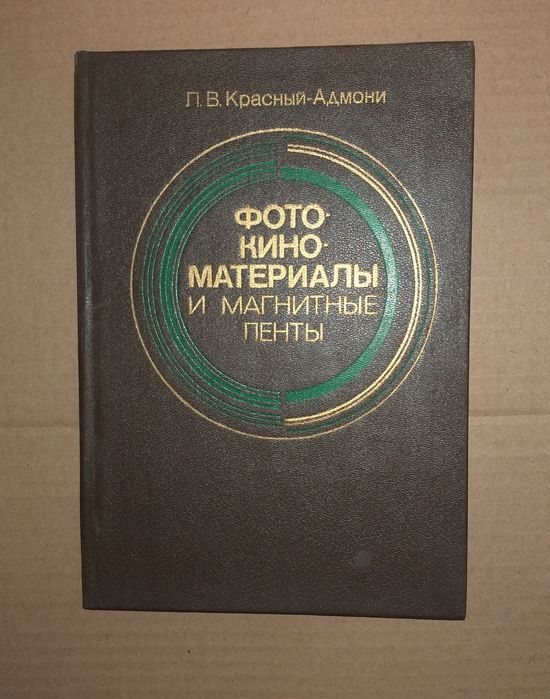 Л. В. Красный-Адмони
ФОТО-
КИНО-
МАТЕРИАЛЫ
И МАГНИТНЫЕ
ЛЕНТЫ